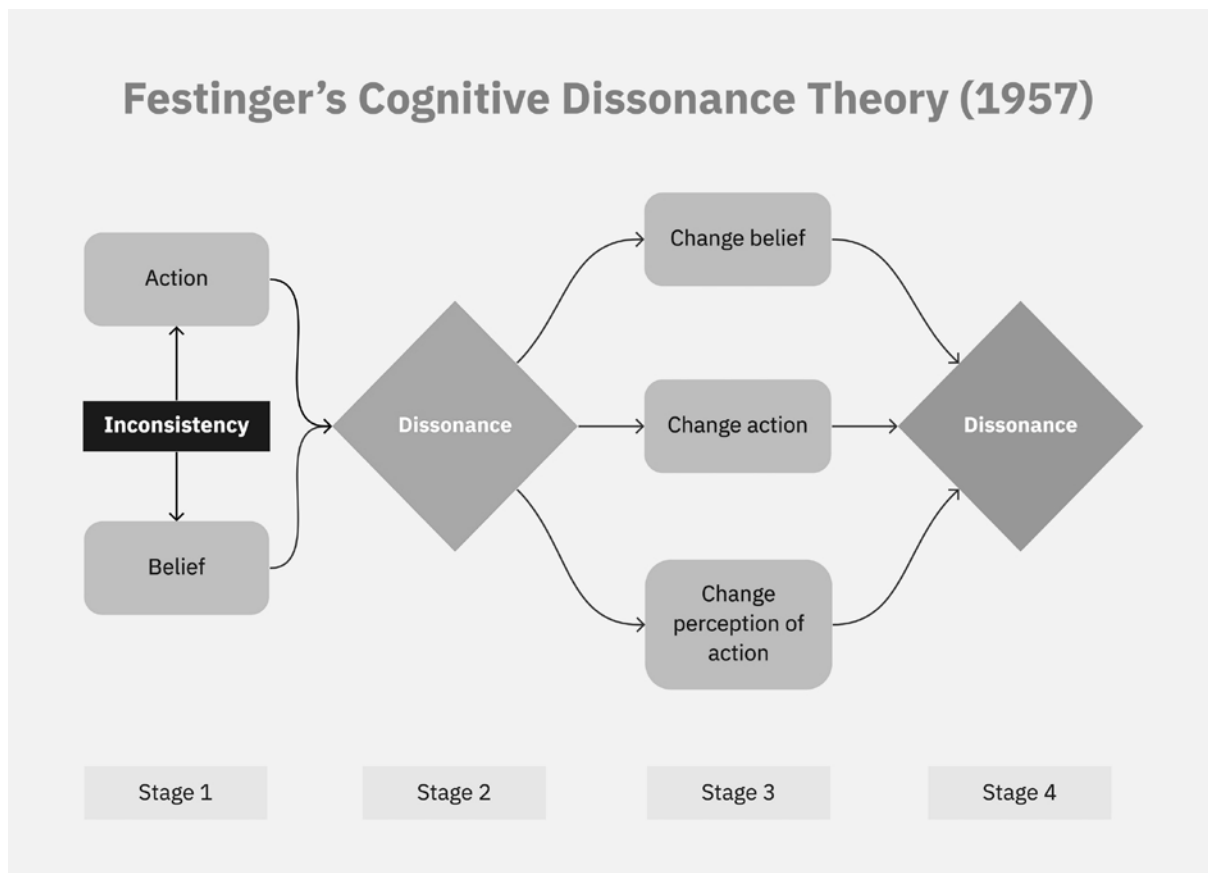 Festinger’s Cognitive Dissonance Theory (1957)
Action
Inconsistency
Belief
Dissonance
Change belief
Change action
Change
perception of
action
Dissonance
Stage 1
Stage 2
Stage 3
Stage 4